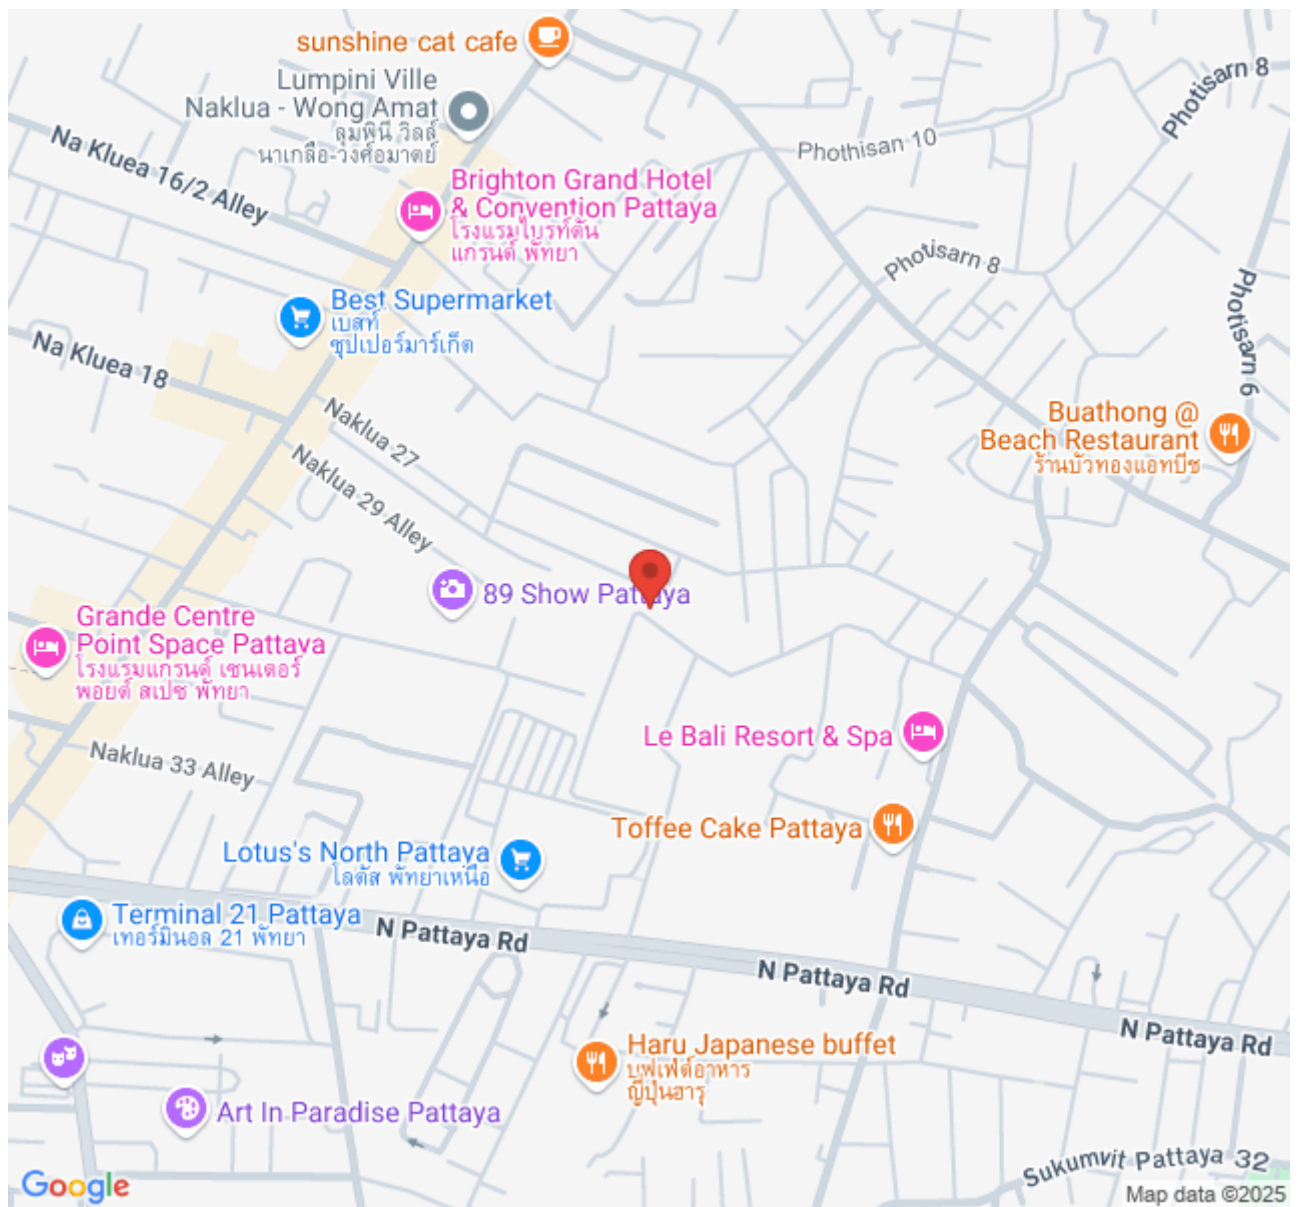 sunshine cat cafe
Lumpini Ville
Naklua - Wong Amat
ลุมพินี วิลล์
นาเกลือ-วงศ์อมาตย์
Photisarn 8
Phothisan 10
Na Kluea 16/2 Alley
Brighton Grand Hotel
& Convention Pattaya
โรงแรมไบรท์ตัน
แกรนด์ พัทยา
Photisarn 8
Photisarn 6
Best Supermarket
เบสท์
ซุปเปอร์มาร์เก็ต
Na Kluea 18
Naklua 27
Buathong @
Beach Restaurant
ร้านบัวทองแอทบีช
Naklua 29 Alley
89 Show Pattaya
Grande Centre
Point Space Pattaya
โรงแรมแกรนด์ เซนเตอร์
พอยต์ สเปซ พัทยา
Le Bali Resort & Spa
Naklua 33 Alley
Toffee Cake Pattaya
Lotus's North Pattaya
โลตัส พัทยาเหนือ
Terminal 21 Pattaya
เทอร์มินอล 21 พัทยา
N Pattaya Rd
N Pattaya Rd
N Pattaya Rd
Haru Japanese buffet
บุฟเฟ่ต์อาหาร
ญี่ปุ่นฮารุ
Art In Paradise Pattaya
Sukumvit Pattaya 32
Google
Map data ©2025